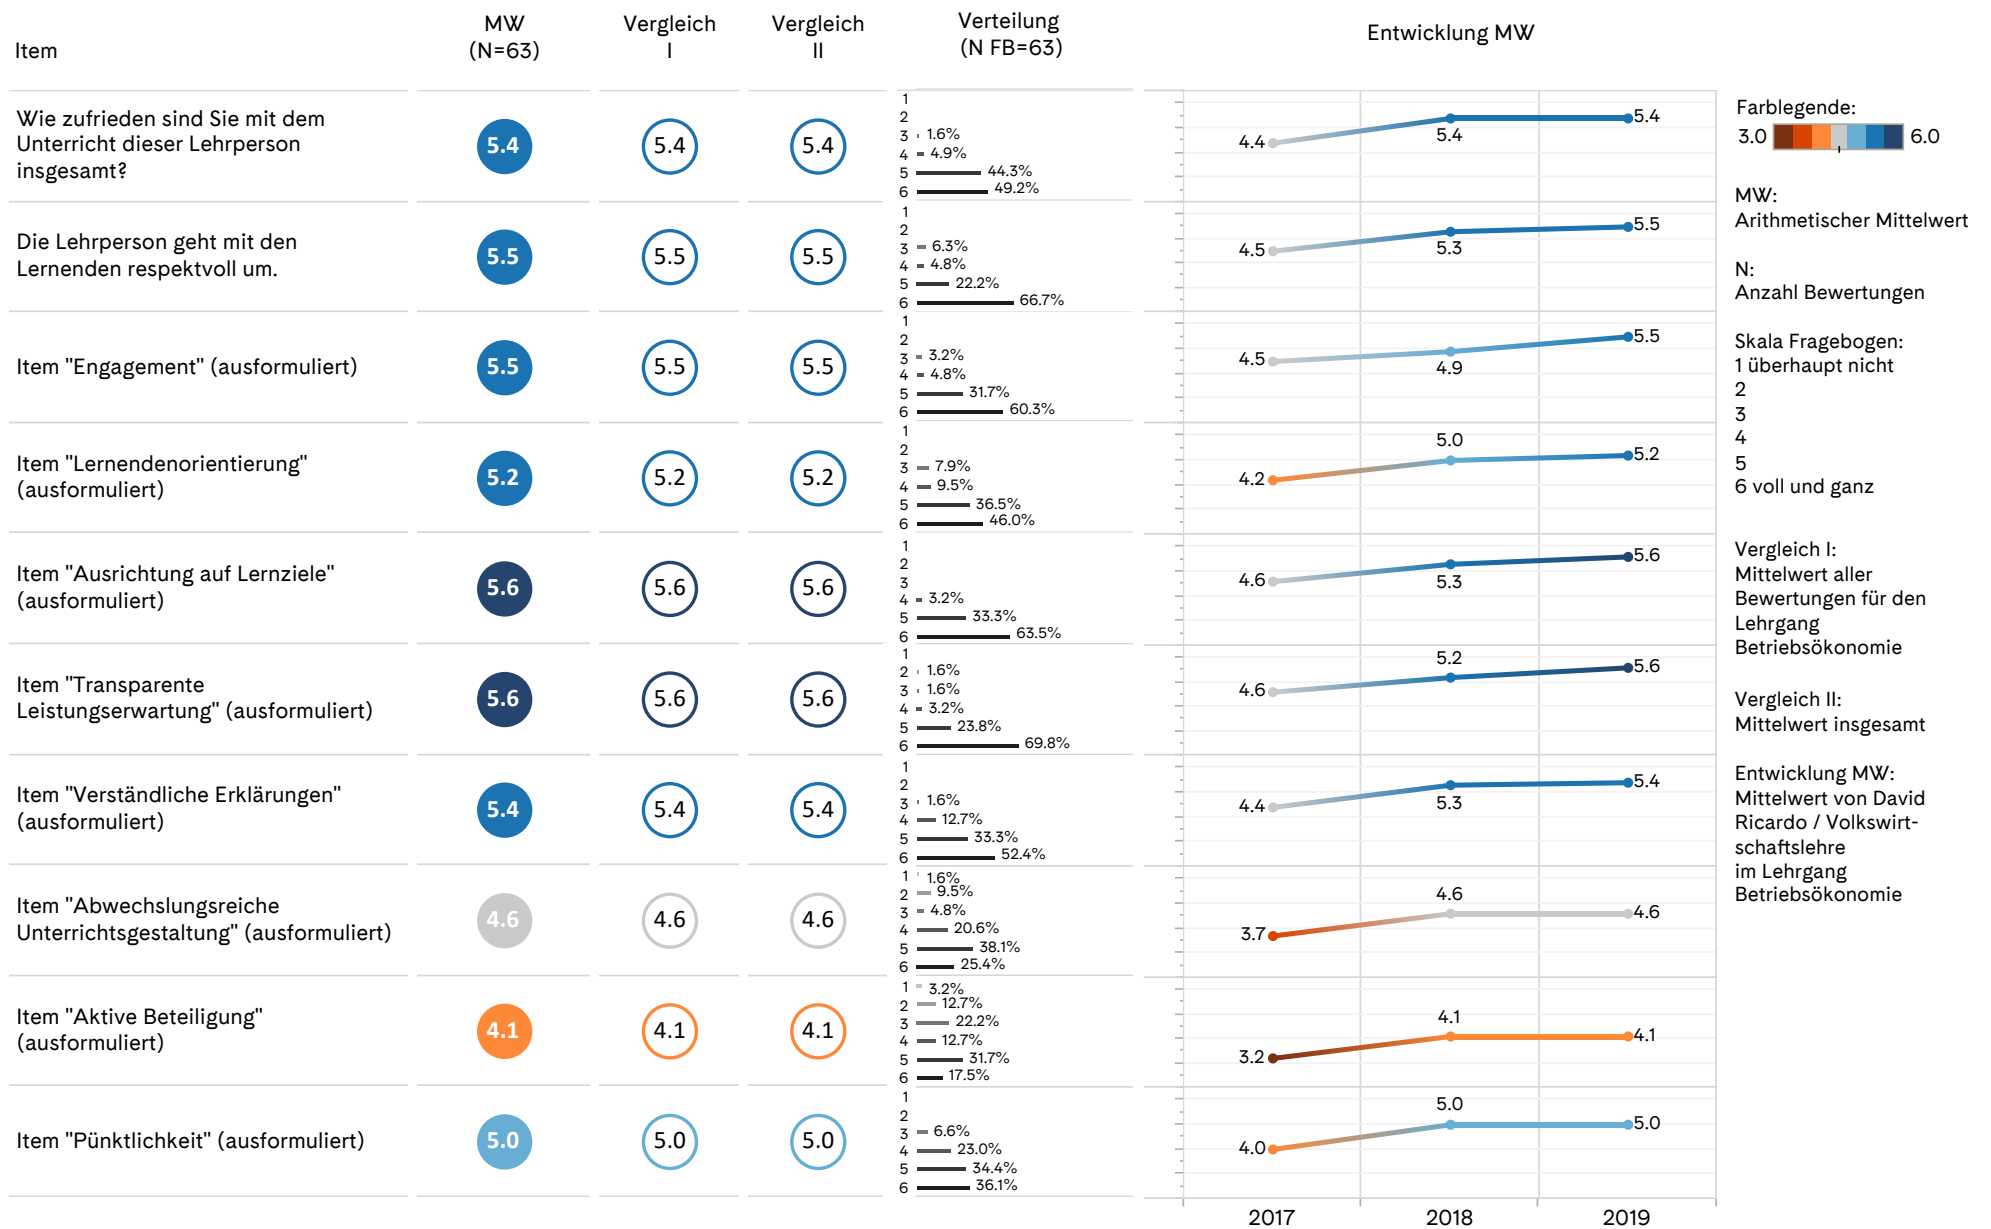 Item
MW
(N=63)
Vergleich
I
Vergleich
II
Verteilung
(N FB=63)
Entwicklung MW
Wie zufrieden sind Sie mit dem
Unterricht dieser Lehrperson
insgesamt?
5.4
5.4
5.4
1
2
3 1.6%
4 4.9%
5 44.3%
6 49.2%
4.4
5.4
5.4
Die Lehrperson geht mit den
Lernenden respektvoll um.
5.5
5.5
5.5
1
2
3 6.3%
4 4.8%
5 22.2%
6 66.7%
4.5
5.3
5.5
Item "Engagement" (ausformuliert)
5.5
5.5
5.5
1
2
3 3.2%
4 4.8%
5 31.7%
6 60.3%
4.5
4.9
5.5
Item "Lernendenorientierung"
(ausformuliert)
5.2
5.2
5.2
1
2
3 7.9%
4 9.5%
5 36.5%
6 46.0%
4.2
5.0
5.2
Item "Ausrichtung auf Lernziele"
(ausformuliert)
5.6
5.6
5.6
1
2
3
4 3.2%
5 33.3%
6 63.5%
4.6
5.3
5.6
Item "Transparente
Leistungserwartung" (ausformuliert)
5.6
5.6
5.6
1
2 1.6%
3 1.6%
4 3.2%
5 23.8%
6 69.8%
4.6
5.2
5.6
Item "Verständliche Erklärungen"
(ausformuliert)
5.4
5.4
5.4
1
2
3 1.6%
4 12.7%
5 33.3%
6 52.4%
4.4
5.3
5.4
Item "Abwechslungsreiche
Unterrichtsgestaltung" (ausformuliert)
4.6
4.6
4.6
1 1.6%
2 9.5%
3 4.8%
4 20.6%
5 38.1%
6 25.4%
3.7
4.6
4.6
Item "Aktive Beteiligung"
(ausformuliert)
4.1
4.1
4.1
1 3.2%
2 12.7%
3 22.2%
4 12.7%
5 31.7%
6 17.5%
3.2
4.1
4.1
Item "Pünktlichkeit" (ausformuliert)
5.0
5.0
5.0
1
2
3 6.6%
4 23.0%
5 34.4%
6 36.1%
4.0
5.0
5.0
2017
2018
2019
Farblegende:
3.0 6.0
MW:
Arithmetischer Mittelwert
N:
Anzahl Bewertungen
Skala Fragebogen:
1 überhaupt nicht
2
3
4
5
6 voll und ganz
Vergleich I:
Mittelwert aller
Bewertungen für den
Lehrgang
Betriebsökonomie
Vergleich II:
Mittelwert insgesamt
Entwicklung MW:
Mittelwert von David
Ricardo / Volkswirt-
schaftslehre
im Lehrgang
Betriebsökonomie